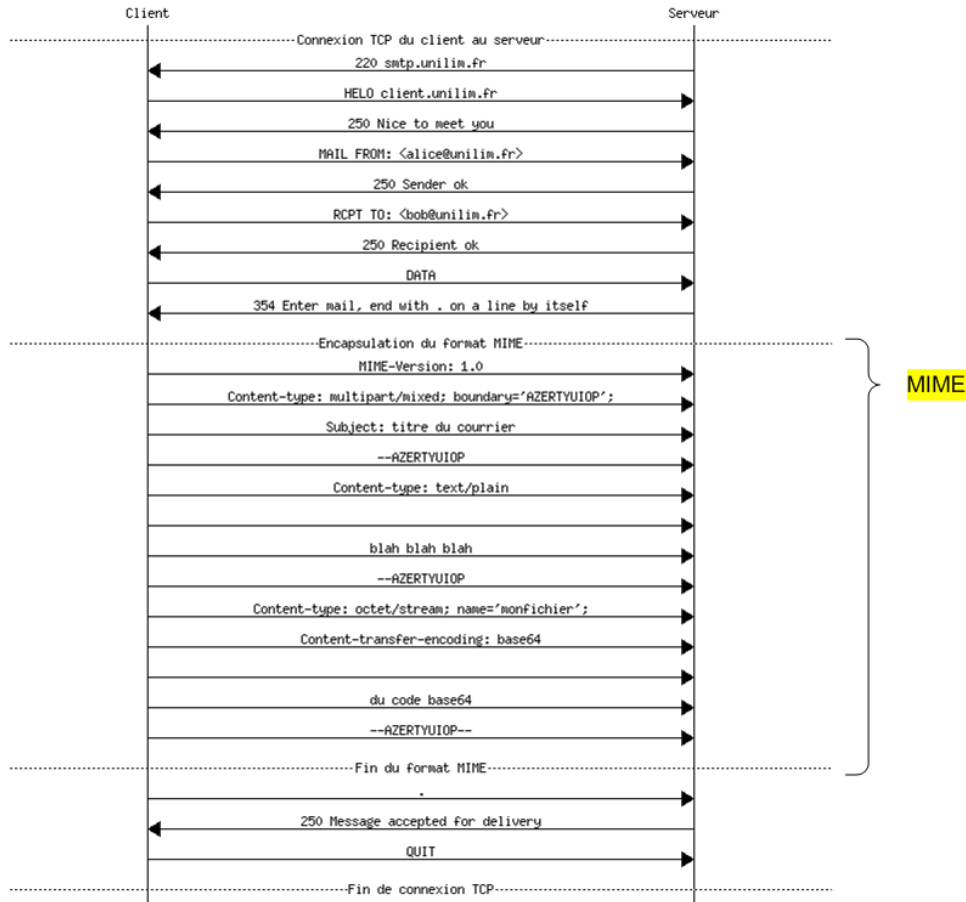 Client Serveur
Connexion TCP du client au serveur
220 smtp.unilim.fr
HELO client.unilim.fr
250 Nice to meet you
MAIL FROM: <alice@unilim.fr>
250 Sender ok
RCPT TO: <bob@unilim.fr>
250 Recipient ok
DATA
354 Enter mail, end with . on a line by itself
Encapsulation du format MIME
MIME-Version: 1.0
MIME
Content-type: multipart/mixed; boundary='AZERTYUIOP';
Subject: titre du courrier
--AZERTYUIOP
Content-type: text/plain
blah blah blah
--AZERTYUIOP
Content-type: octet/stream; name='monfichier';
Content-transfer-encoding: base64
du code base64
--AZERTYUIOP--
Fin du format MIME
.
250 Message accepted for delivery
QUIT
Fin de connexion TCP